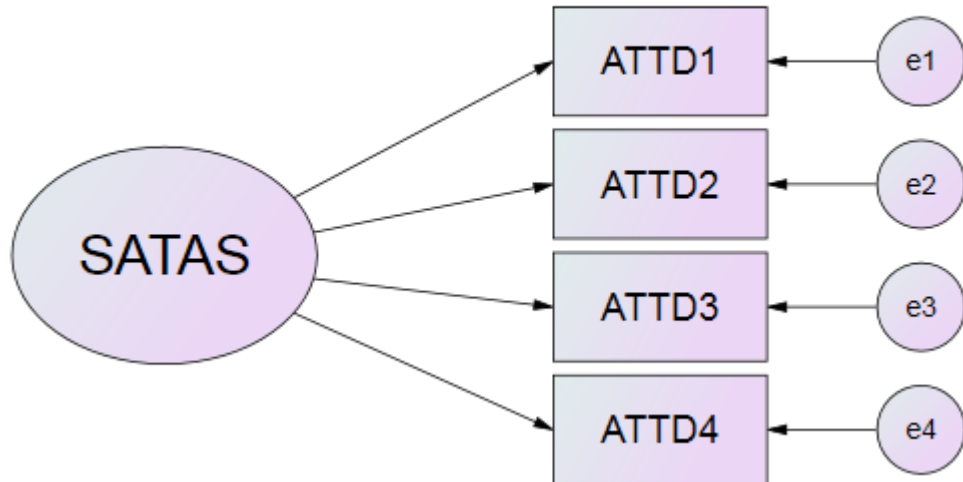 ATTD1
e1
ATTD2
e2
SATAS
ATTD3
e3
ATTD4
e4